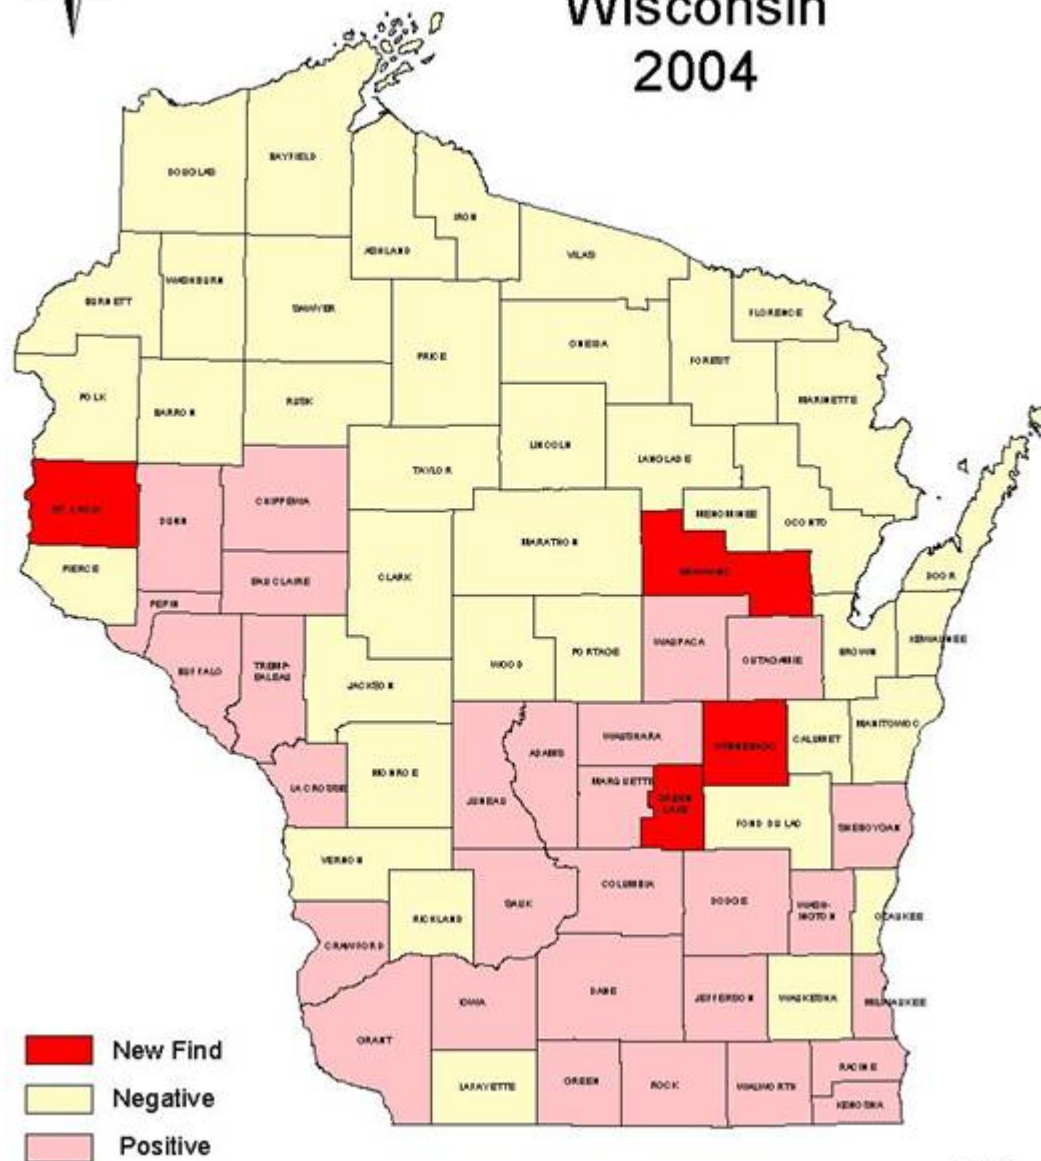 Wisconsin
2004
DOUGLAS
BAYFIELD
ASHLAND
IRON
VILAS
BURNETT
WASHBURN
SAWYER
FLORENCE
PRICE
ONEIDA
FOREST
POLK
BARRON
RUSK
MARINETTE
LINCOLN
LANGLADE
TAYLOR
CHIPPEWA
DUNN
MENOMINEE
OCONTO
MARATHON
PIERCE
CLARK
EAU CLAIRE
DOOR
PEPIN
WOOD
PORTAGE
WAUPACA
OUTAGAMIE
BROWN
KEWAUNEE
BUFFALO
TREMP-
EALEAU
JACKSON
MANITOWOC
WAUSHARA
CALUMET
ADAMS
MONROE
LA CROSSE
JUNEAU
MARQUETTE
GREEN
LAKE
FOND DU LAC
SHEBOYGAN
VERNON
COLUMBIA
DODGE
WASH-
INGTON
SAUK
RICHLAND
OZAUKEE
CRAWFORD
IOWA
DANE
JEFFERSON
WAUKESHA
MILWAUKEE
GRANT
LAFAYETTE
GREEN
ROCK
WALWORTH
RACINE
KENOSHA
New Find
Negative
Positive